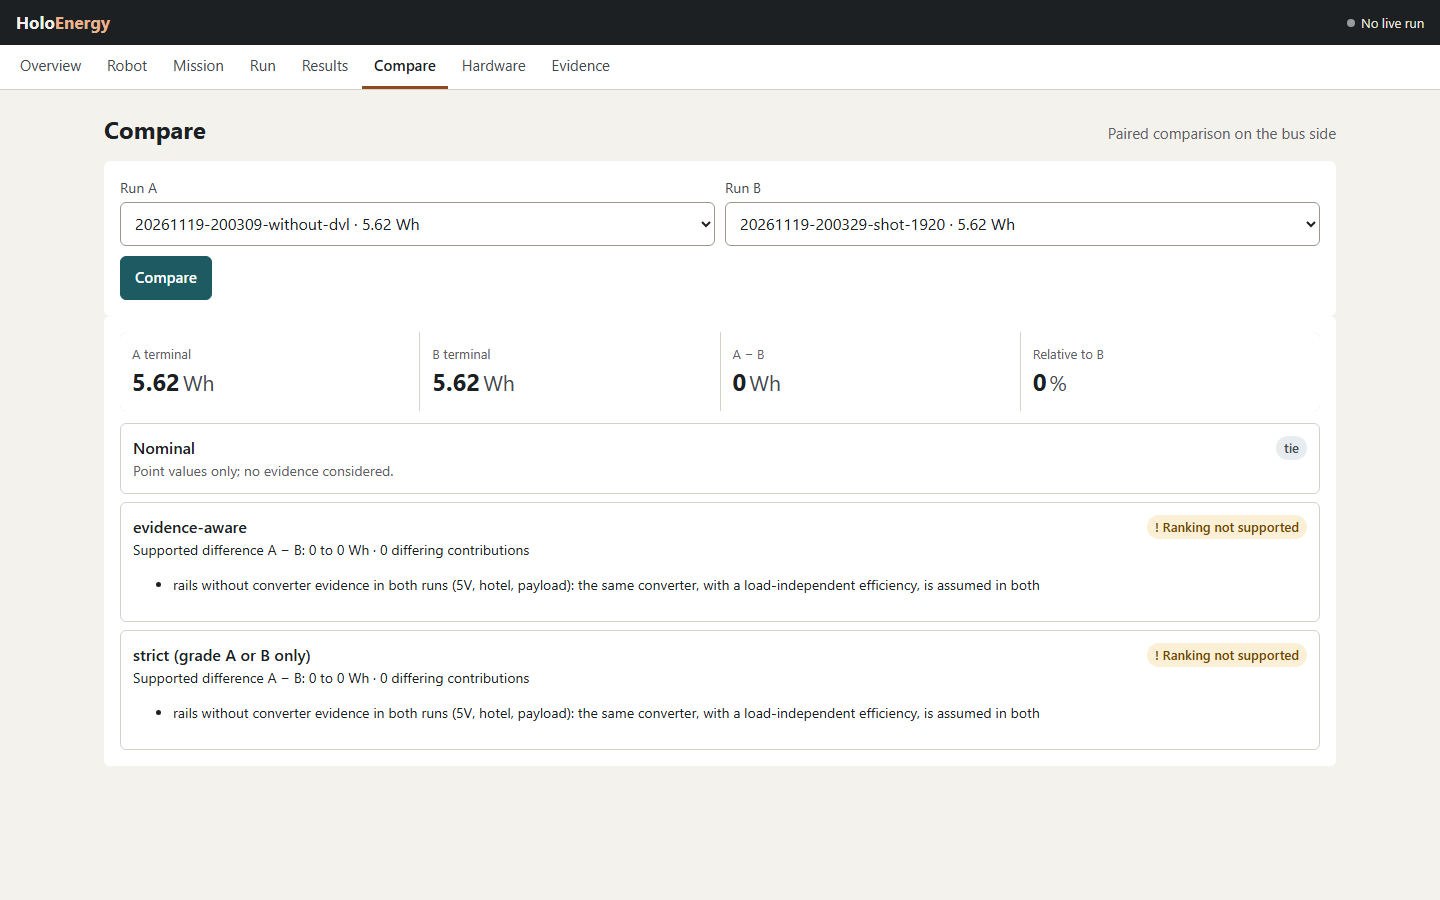 HoloEnergy
No live run
Overview
Robot
Mission
Run
Results
Compare
Hardware
Evidence
Compare
Paired comparison on the bus side
Run A
20261119-200309-without-dvl · 5.62 Wh
Run B
20261119-200329-shot-1920 · 5.62 Wh
Compare
A terminal
5.62 Wh
B terminal
5.62 Wh
A − B
0 Wh
Relative to B
0 %
Nominal
tie
Point values only; no evidence considered.
evidence-aware
! Ranking not supported
Supported difference A − B: 0 to 0 Wh · 0 differing contributions
• rails without converter evidence in both runs (5V, hotel, payload): the same converter, with a load-independent efficiency, is assumed in both
strict (grade A or B only)
! Ranking not supported
Supported difference A − B: 0 to 0 Wh · 0 differing contributions
• rails without converter evidence in both runs (5V, hotel, payload): the same converter, with a load-independent efficiency, is assumed in both